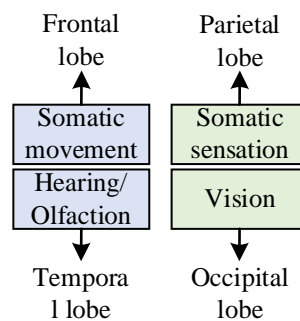 Frontal
lobe
Parietal
lobe
Somatic
movement
Somatic
sensation
Hearing/
Olfaction
Vision
Tempora
l lobe
Occipital
lobe